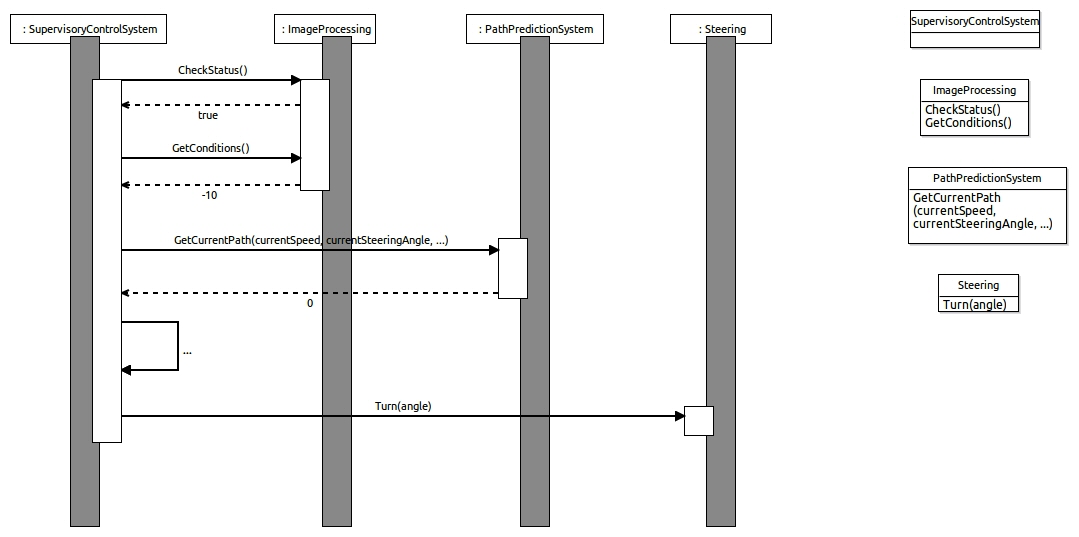 : SupervisoryControlSystem
: ImageProcessing
: PathPredictionSystem
: Steering
CheckStatus()
true
GetConditions()
-10
GetCurrentPath(currentSpeed, currentSteeringAngle, ...)
0
...
Turn(angle)
SupervisoryControlSystem
ImageProcessing
CheckStatus()
GetConditions()
PathPredictionSystem
GetCurrentPath
(currentSpeed,
currentSteeringAngle, ...)
Steering
Turn(angle)